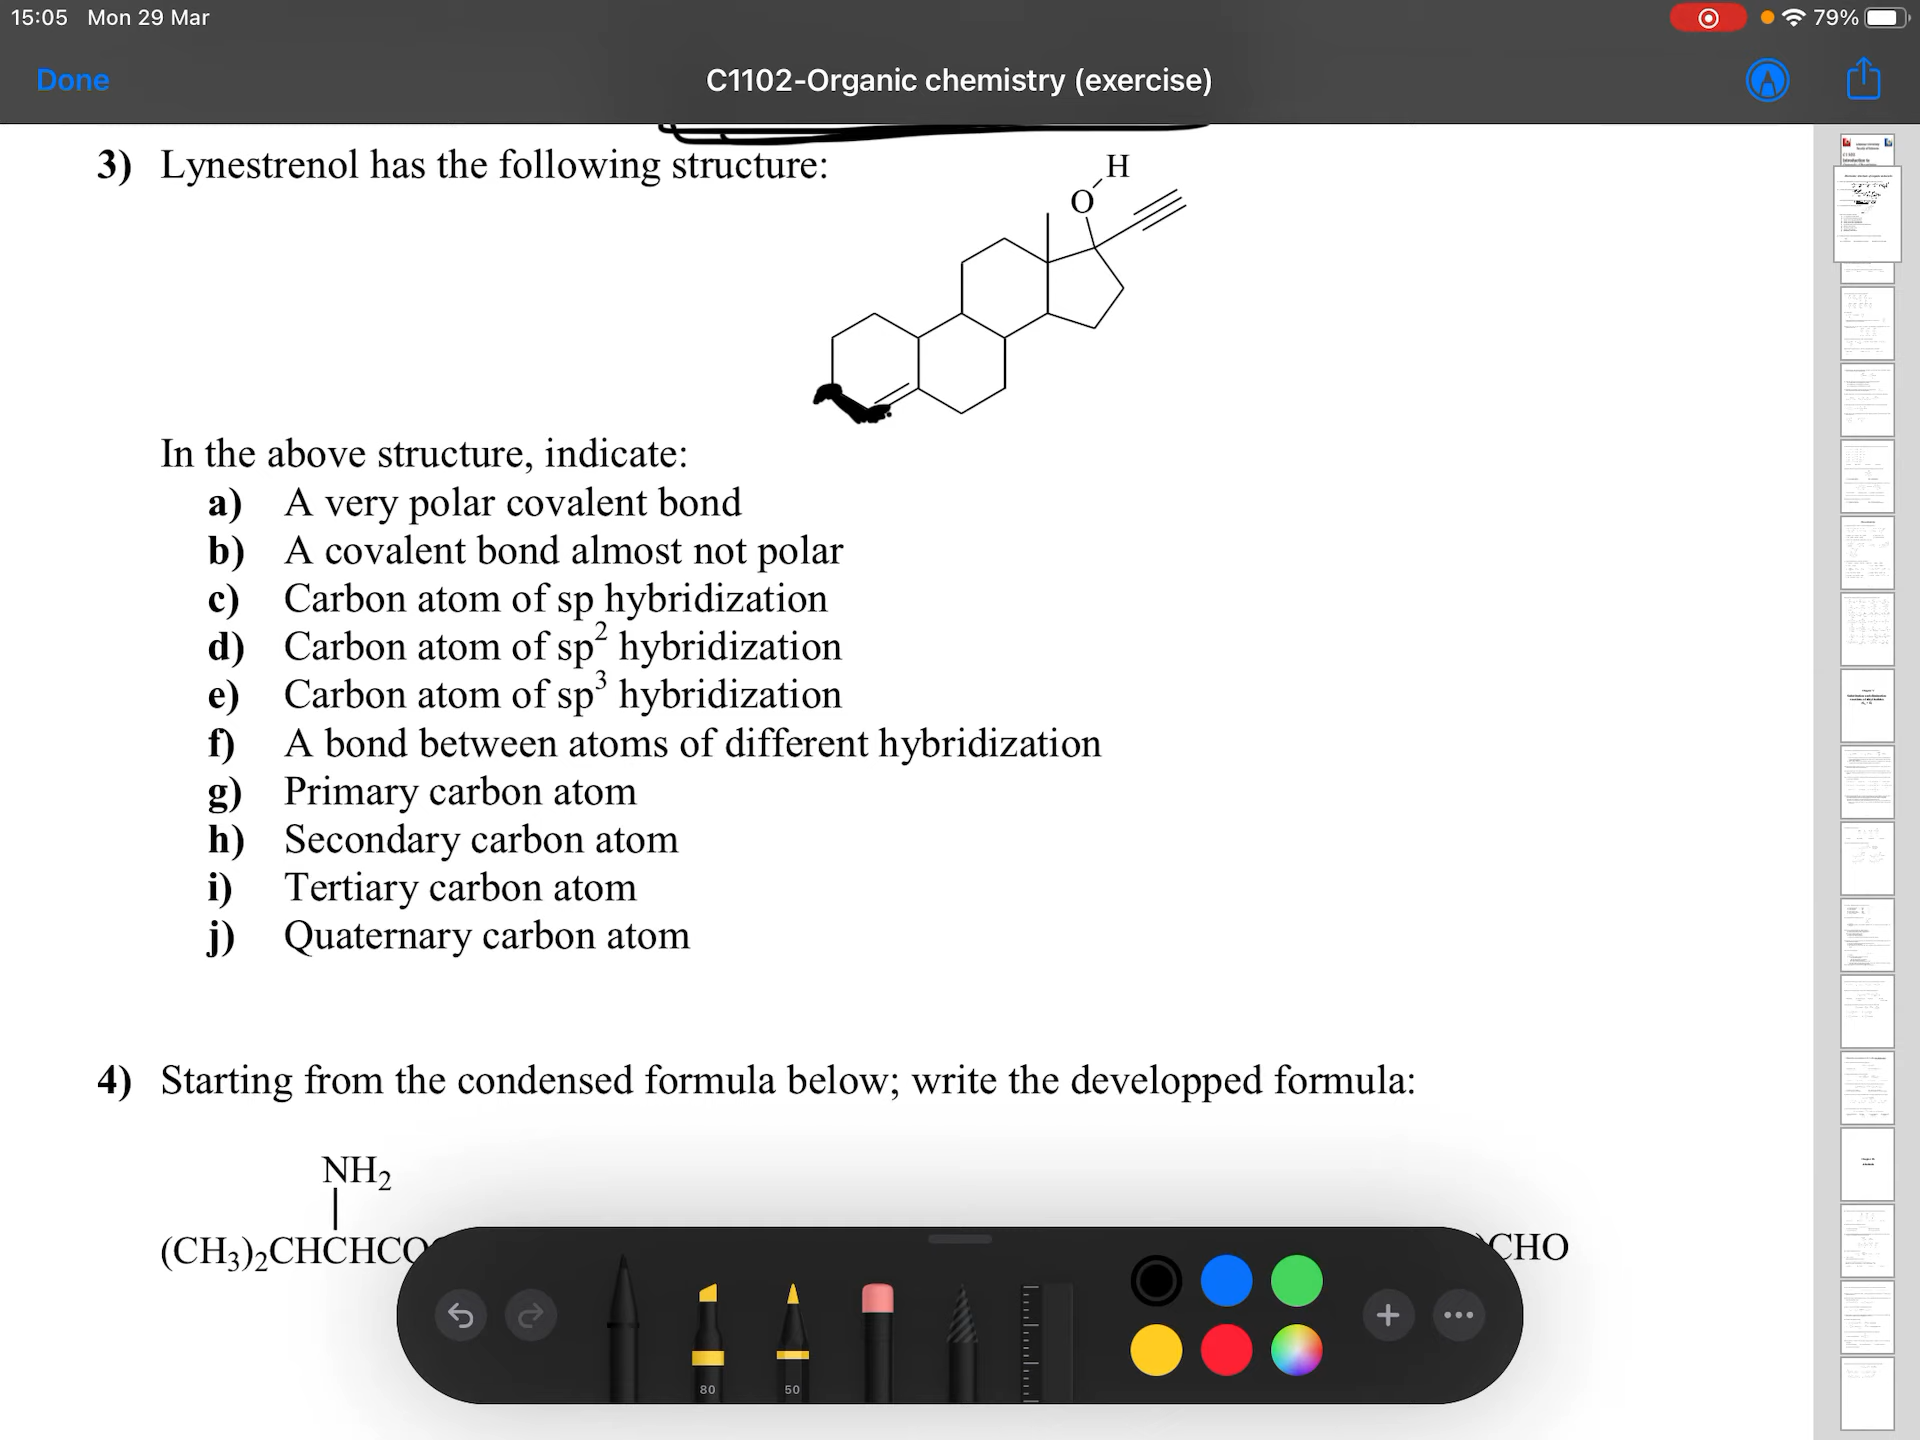 15:05 Mon 29 Mar
79%
Done
C1102-Organic chemistry (exercise)
3) Lynestrenol has the following structure:
H
O
In the above structure, indicate:
a) A very polar covalent bond
b) A covalent bond almost not polar
c) Carbon atom of sp hybridization
d) Carbon atom of sp² hybridization
e) Carbon atom of sp³ hybridization
f) A bond between atoms of different hybridization
g) Primary carbon atom
h) Secondary carbon atom
i) Tertiary carbon atom
j) Quaternary carbon atom
4) Starting from the condensed formula below; write the developped formula:
NH₂
(CH₃)₂CHCHCO
CHO
80
50